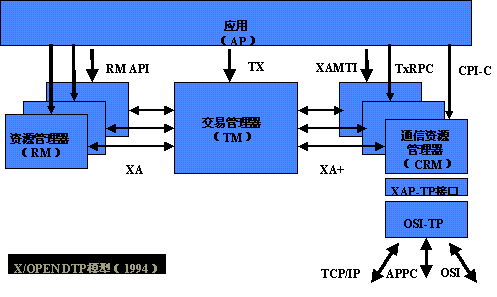 应用
（AP）
RM API
TX
XAMTI
TxRPC
CPI-C
资源管理器
（RM）
交易管理器
（TM）
通信资源
管理器
（CRM）
XA
XA+
XAP-TP接口
OSI-TP
X/OPEN DTP模型（1994）
TCP/IP
APPC
OSI